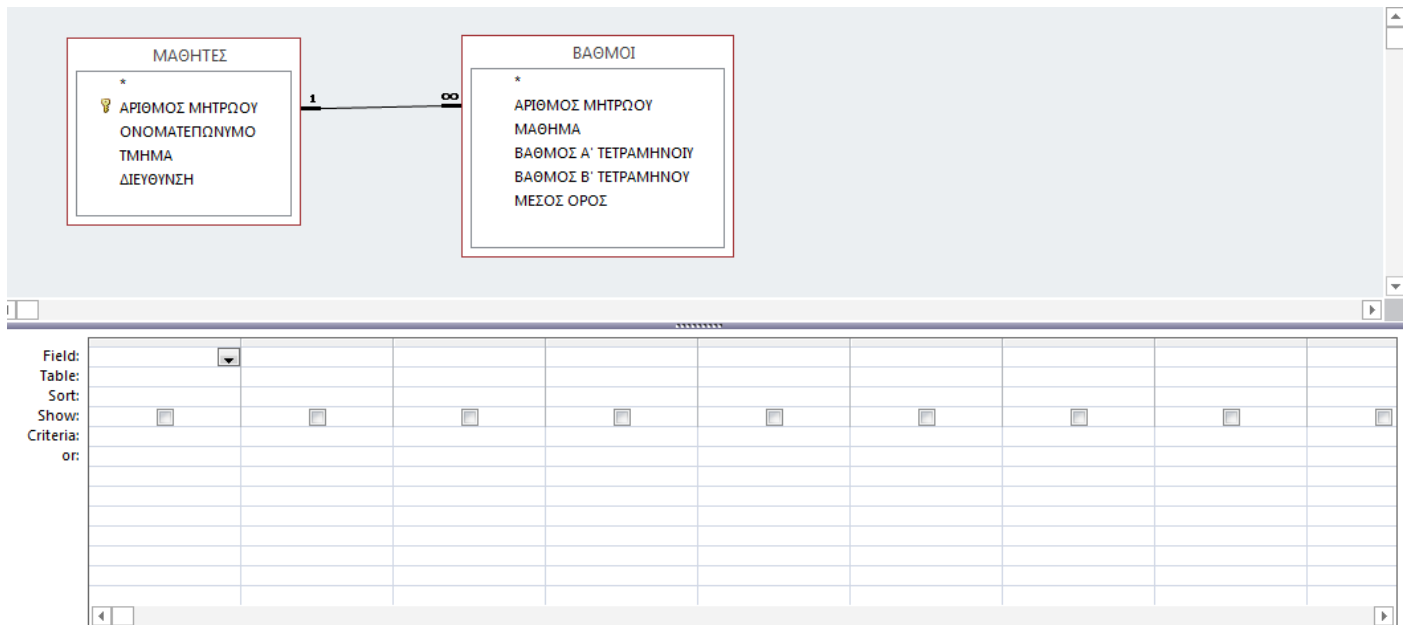 ΜΑΘΗΤΕΣ
*
ΑΡΙΘΜΟΣ ΜΗΤΡΩΟΥ
ΟΝΟΜΑΤΕΠΩΝΥΜΟ
ΤΜΗΜΑ
ΔΙΕΥΘΥΝΣΗ
1
∞
ΒΑΘΜΟΙ
*
ΑΡΙΘΜΟΣ ΜΗΤΡΩΟΥ
ΜΑΘΗΜΑ
ΒΑΘΜΟΣ Α' ΤΕΤΡΑΜΗΝΟΙΥ
ΒΑΘΜΟΣ Β' ΤΕΤΡΑΜΗΝΟΥ
ΜΕΣΟΣ ΟΡΟΣ
Field:
Table:
Sort:
Show:
Criteria:
or: